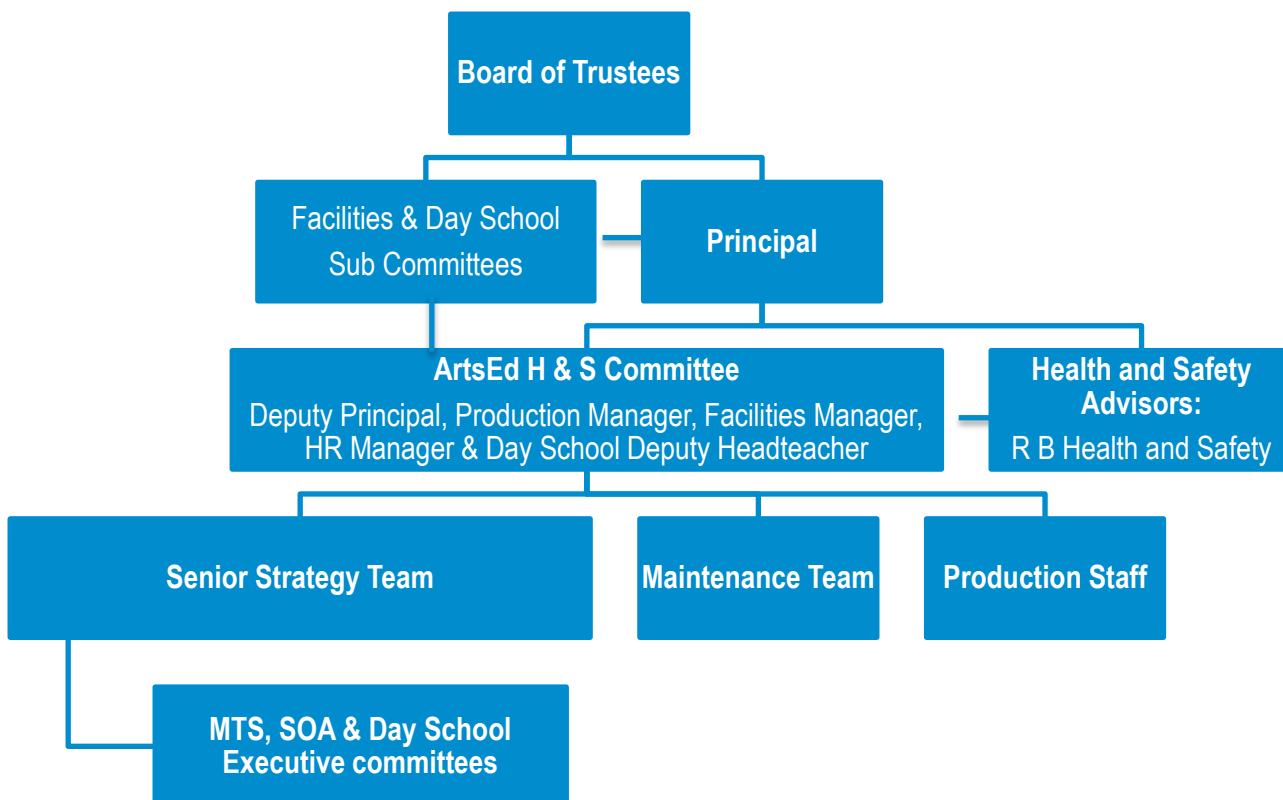 Board of Trustees
Facilities & Day School
Sub Committees
Principal
ArtsEd H & S Committee
Deputy Principal, Production Manager, Facilities Manager,
HR Manager & Day School Deputy Headteacher
Health and Safety
Advisors:
R B Health and Safety
Senior Strategy Team
Maintenance Team
Production Staff
MTS, SOA & Day School
Executive committees